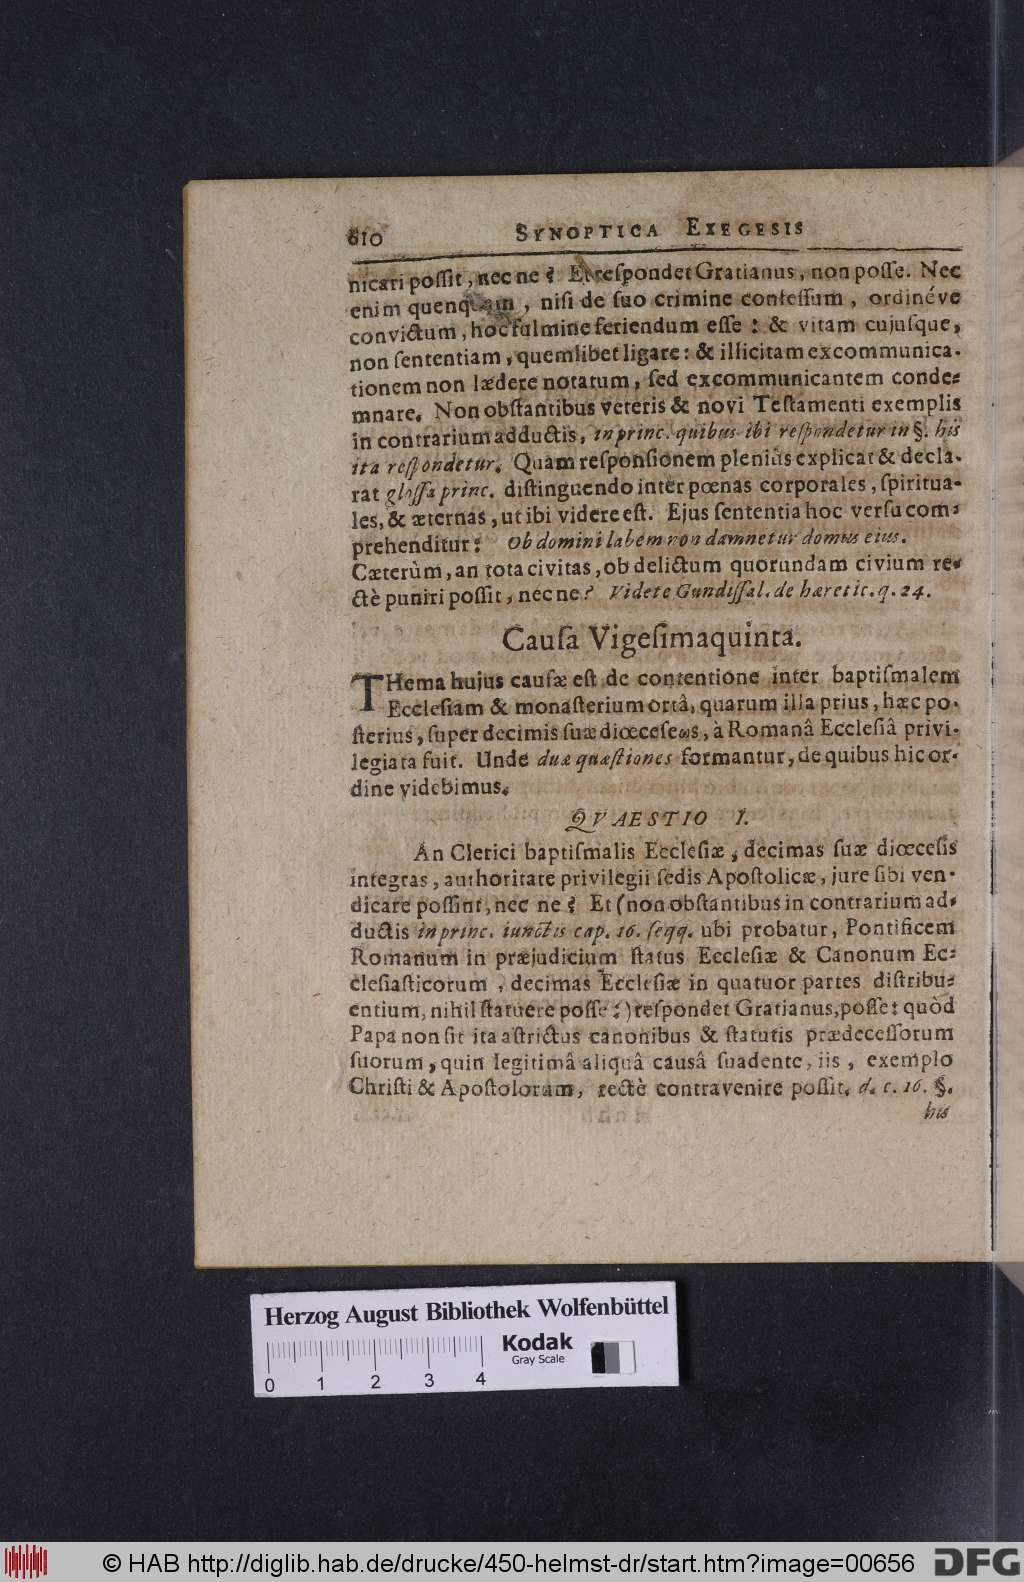 610 SYNOPTICA EXEGESIS
nicari poſſit, nec ne? Et reſpondet Gratianus, non poſſe. Nec
enim quenquam, niſi de ſuo crimine confeſſum, ordinéve
convictum, hoc fulmine feriendum eſſe: & vitam cujuſque,
non ſententiam, quemlibet ligare: & illicitam excommunica-
tionem non lædere notatum, ſed excommunicantem conde-
mnare. Non obſtantibus veteris & novi Teſtamenti exemplis
in contrarium adductis, in princ. quibus ibi reſpondetur in §. his
ita reſpondetur. Quam reſponſionem pleniùs explicat & decla-
rat gloſſa princ. diſtinguendo inter pœnas corporales, ſpiritua-
les, & æternas, ut ibi videre eſt. Ejus ſententia hoc verſu com-
prehenditur: Ob domini labem non damnetur domus eius.
Cæterùm, an tota civitas, ob delictum quorundam civium re-
ctè puniri poſſit, nec ne? Videte Gundiſſal. de hæretic. q. 24.
Cauſa Vigeſimaquinta.
THema hujus cauſæ eſt de contentione inter baptiſmalem
Eccleſiam & monaſterium ortâ, quarum illa prius, hæc po-
ſterius, ſuper decimis ſuæ diœceſeωs, à Romanâ Eccleſiâ privi-
legiata fuit. Unde duæ quæſtiones formantur, de quibus hic or-
dine videbimus.
QVAESTIO I.
An Clerici baptiſmalis Eccleſiæ, decimas ſuæ diœceſis
integras, authoritate privilegii ſedis Apoſtolicæ, jure ſibi ven-
dicare poſſint, nec ne? Et (non obſtantibus in contrarium ad-
ductis in princ. iunctis cap. 16. ſeqq. ubi probatur, Pontificem
Romanum in præjudicium ſtatus Eccleſiæ & Canonum Ec-
cleſiaſticorum, decimas Eccleſiæ in quatuor partes diſtribu-
entium, nihil ſtatuere poſſe:) reſpondet Gratianus, poſſe: quòd
Papa non ſit ita aſtrictus canonibus & ſtatutis prædeceſſorum
ſuorum, quin legitimâ aliquâ causâ ſuadente, iis, exemplo
Chriſti & Apoſtolorum, rectè contravenire poſſit. d. c. 16. §.
his
Herzog August Bibliothek Wolfenbüttel
Kodak
Gray Scale
0 1 2 3 4
© HAB http://diglib.hab.de/drucke/450-helmst-dr/start.htm?image=00656
DFG